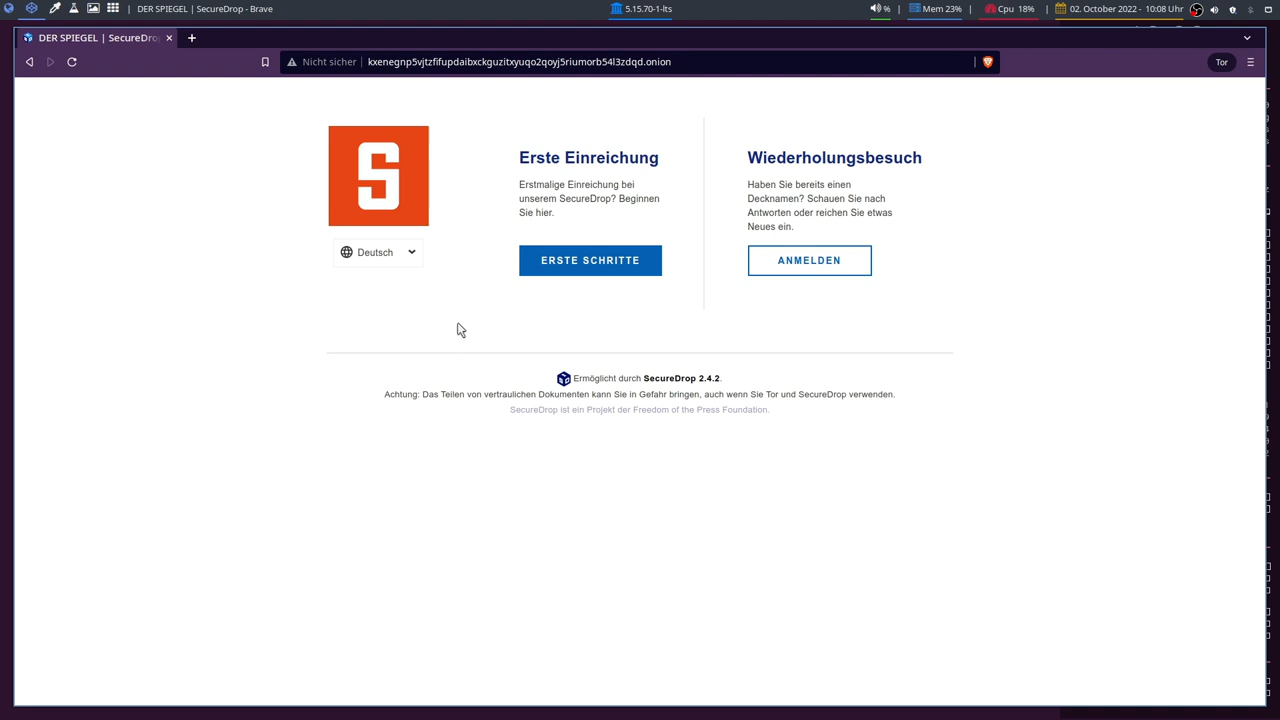 DER SPIEGEL | SecureDrop - Brave
5.15.70-1-lts
% | Mem 23% | Cpu 18% | 02. October 2022 - 10:08 Uhr
DER SPIEGEL | SecureDro
Nicht sicher
kxenegnp5vjtzfifupdaibxckguzitxyuqo2qoyj5riumorb54l3zdqd.onion
Tor
S
Deutsch
Erste Einreichung
Erstmalige Einreichung bei
unserem SecureDrop? Beginnen
Sie hier.
ERSTE SCHRITTE
Wiederholungsbesuch
Haben Sie bereits einen
Decknamen? Schauen Sie nach
Antworten oder reichen Sie etwas
Neues ein.
ANMELDEN
Ermöglicht durch SecureDrop 2.4.2.
Achtung: Das Teilen von vertraulichen Dokumenten kann Sie in Gefahr bringen, auch wenn Sie Tor und SecureDrop verwenden.
SecureDrop ist ein Projekt der Freedom of the Press Foundation.